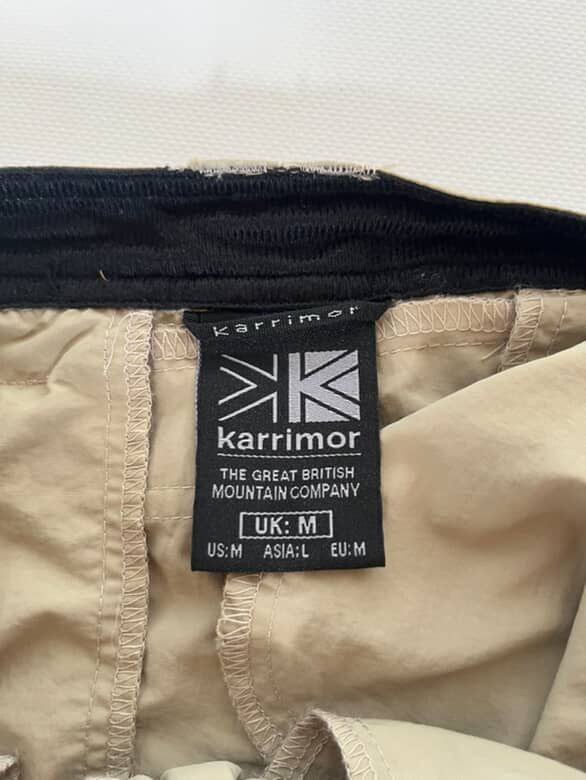 karrimor
karrimor
THE GREAT BRITISH
MOUNTAIN COMPANY
UK: M
US:M ASIA:L EU:M